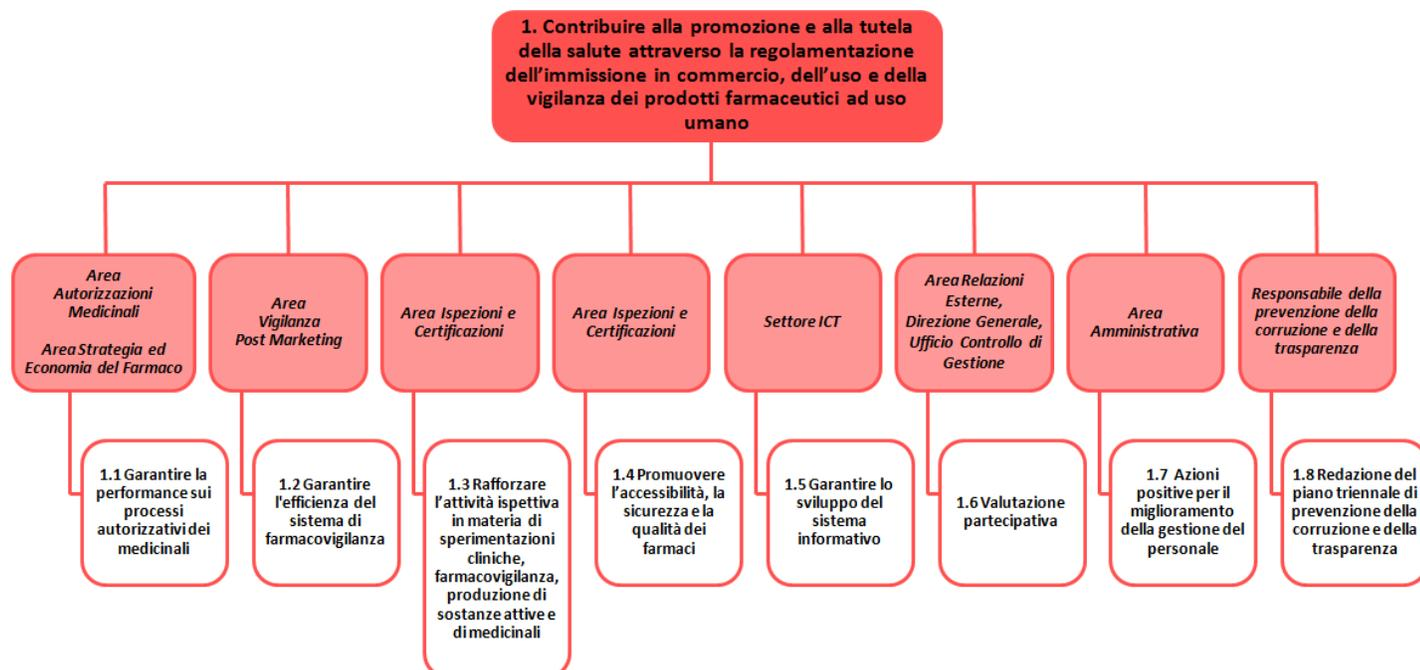 1. Contribuire alla promozione e alla tutela
della salute attraverso la regolamentazione
dell’immissione in commercio, dell’uso e della
vigilanza dei prodotti farmaceutici ad uso
umano
Area
Autorizzazioni
Medicinali
Area Strategia ed
Economia del Farmaco
Area
Vigilanza
Post Marketing
Area Ispezioni e
Certificazioni
Area Ispezioni e
Certificazioni
Settore ICT
Area Relazioni
Esterne,
Direzione Generale,
Ufficio Controllo di
Gestione
Area
Amministrativa
Responsabile della
prevenzione della
corruzione e della
trasparenza
1.1 Garantire la
performance sui
processi
autorizzativi dei
medicinali
1.2 Garantire
l'efficienza del
sistema di
farmacovigilanza
1.3 Rafforzare
l’attività ispettiva
in materia di
sperimentazioni
cliniche,
farmacovigilanza,
produzione di
sostanze attive e
di medicinali
1.4 Promuovere
l’accessibilità, la
sicurezza e la
qualità dei
farmaci
1.5 Garantire lo
sviluppo del
sistema
informativo
1.6 Valutazione
partecipativa
1.7 Azioni
positive per il
miglioramento
della gestione del
personale
1.8 Redazione del
piano triennale di
prevenzione della
corruzione e della
trasparenza